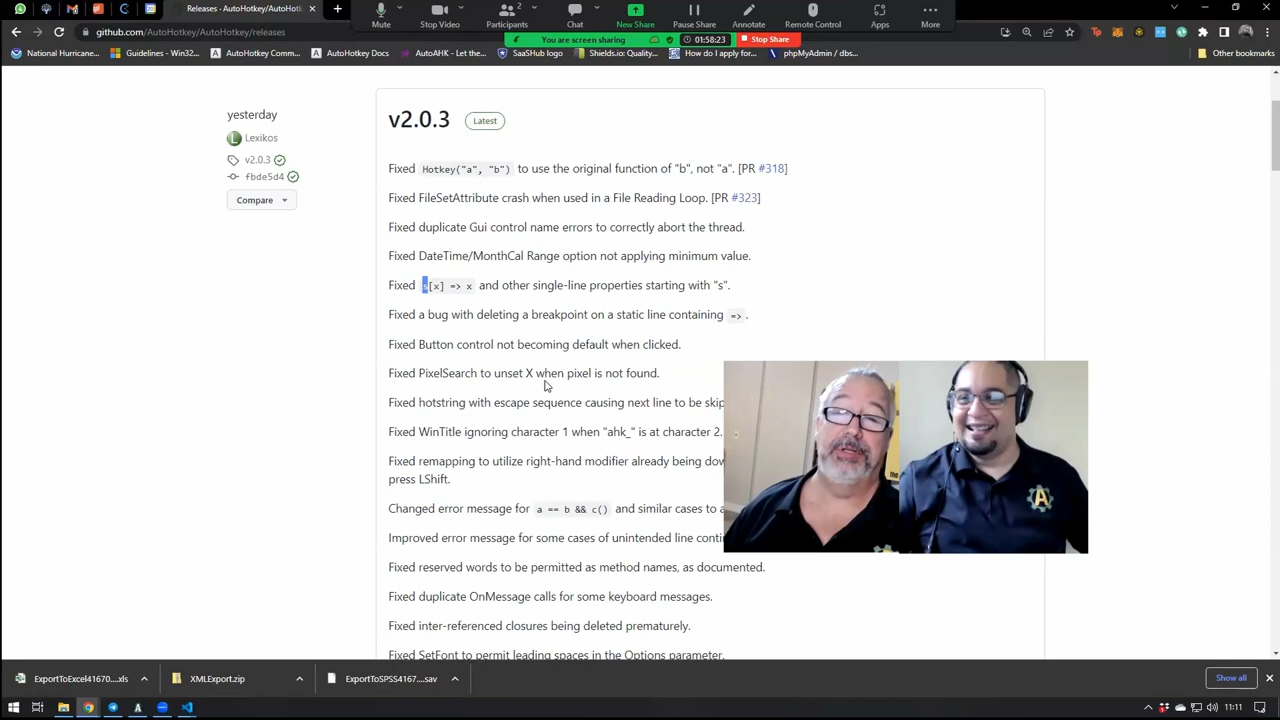 Releases · AutoHotkey/AutoHot
Mute
Stop Video
2
Participants
Chat
New Share
Pause Share
Annotate
Remote Control
Apps
More
github.com/AutoHotkey/AutoHotkey/releases
You are screen sharing
01:58:23
Stop Share
National Human...
Guidelines - Win32...
AutoHotkey Comm...
AutoHotkey Docs
AutoAHK - Let the...
SaaSHub logo
Shields.io: Quality...
How do I apply for...
phpMyAdmin / dbs...
Other bookmarks
yesterday
Lexikos
v2.0.3
fbde5d4
Compare
v2.0.3
Latest
Fixed Hotkey("a", "b") to use the original function of "b", not "a". [PR #318]
Fixed FileSetAttribute crash when used in a File Reading Loop. [PR #323]
Fixed duplicate Gui control name errors to correctly abort the thread.
Fixed DateTime/MonthCal Range option not applying minimum value.
Fixed s[x] => x and other single-line properties starting with "s".
Fixed a bug with deleting a breakpoint on a static line containing => .
Fixed Button control not becoming default when clicked.
Fixed PixelSearch to unset X when pixel is not found.
Fixed hotstring with escape sequence causing next line to be skip
Fixed WinTitle ignoring character 1 when "ahk_" is at character 2.
Fixed remapping to utilize right-hand modifier already being dow
press LShift.
Changed error message for a == b && c() and similar cases to a
Improved error message for some cases of unintended line conti
Fixed reserved words to be permitted as method names, as documented.
Fixed duplicate OnMessage calls for some keyboard messages.
Fixed inter-referenced closures being deleted prematurely.
Fixed SetFont to permit leading spaces in the Options parameter.
A
ExportToExcel41670....xls
XMLExport.zip
ExportToSPSS4167....sav
Show all
11:11